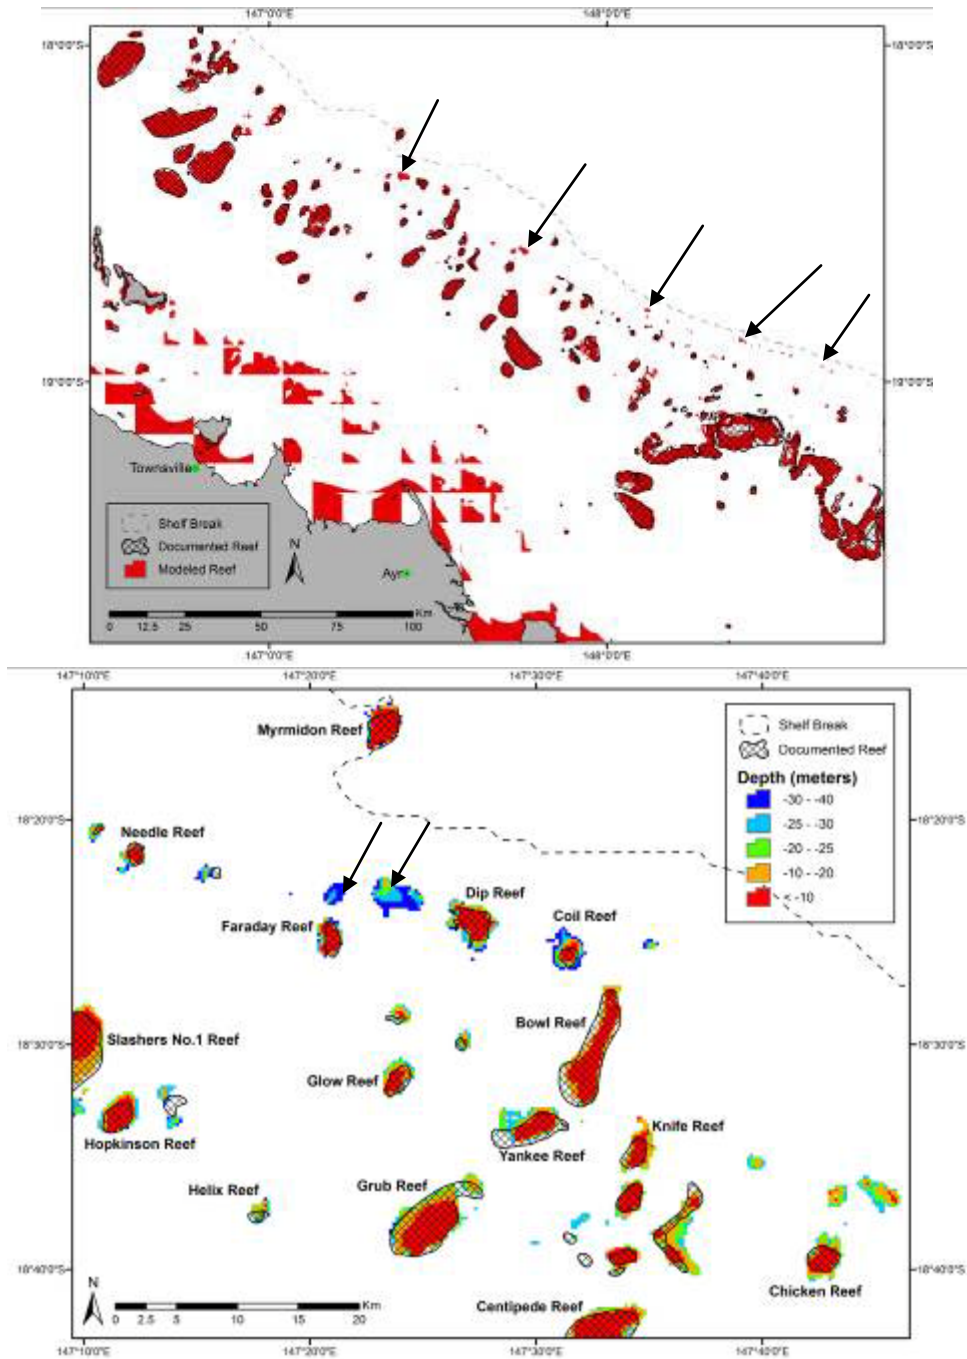 147°0'0"E 148°0'0"E
18°0'0"S 18°0'0"S
19°0'0"S 19°0'0"S
Townsville
Shelf Break
Documented Reef
Modeled Reef
N
Ayr
Km
0 12.5 25 50 75 100
147°0'0"E 148°0'0"E
147°10'0"E 147°20'0"E 147°30'0"E 147°40'0"E
Myrmidon Reef
Shelf Break
Documented Reef
Depth (meters)
-30 - -40
-25 - -30
-20 - -25
-10 - -20
< -10
18°20'0"S 18°20'0"S
Needle Reef
Dip Reef
Faraday Reef
Coil Reef
Bowl Reef
Slashers No.1 Reef
18°30'0"S 18°30'0"S
Glow Reef
Knife Reef
Hopkinson Reef
Yankee Reef
Helix Reef
Grub Reef
18°40'0"S 18°40'0"S
Chicken Reef
N
Km
0 2.5 5 10 15 20
Centipede Reef
147°10'0"E 147°20'0"E 147°30'0"E 147°40'0"E